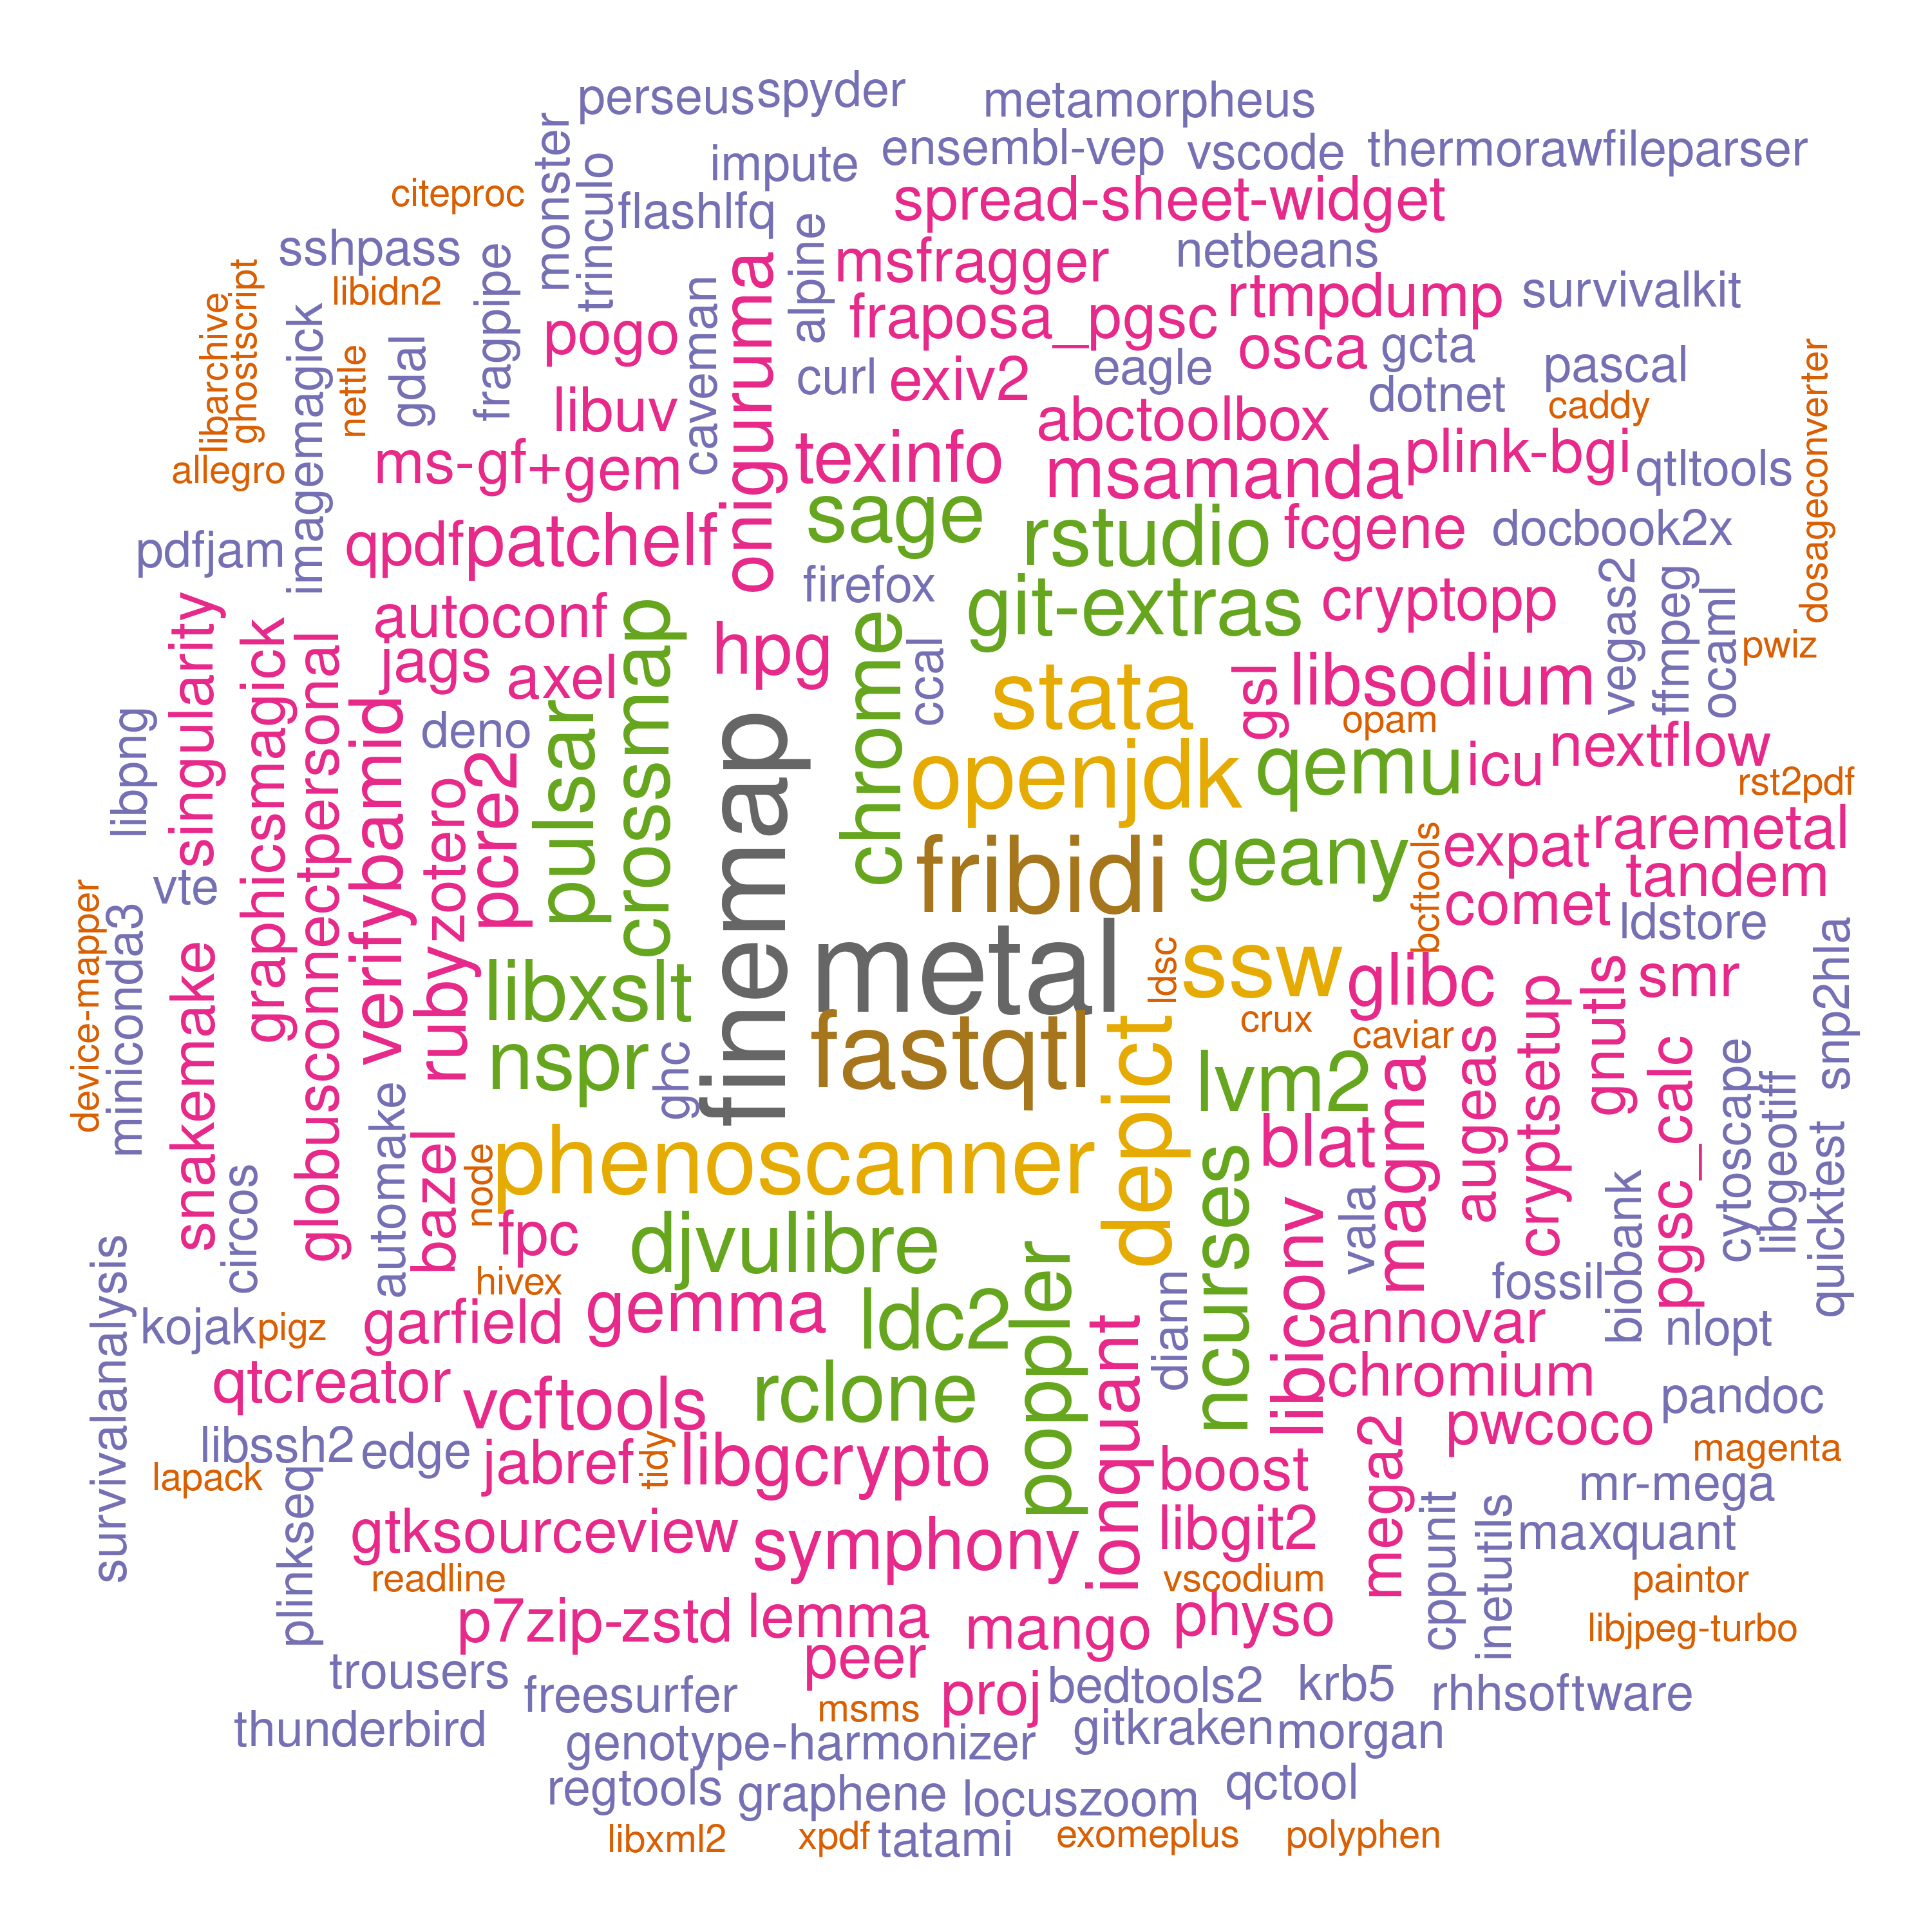 perseus
spyder
metamorpheus
monster
trinculo
impute
ensembl-vep
vscode
thermorawfileparser
citeproc
flashlfq
spread-sheet-widget
sshpass
libidn2
fragpipe
alpine
msfragger
netbeans
libarchive
ghostscript
imagemagick
nettle
gdal
pogo
caveman
oniguruma
fraposa_pgsc
rtmpdump
survivalkit
osca
gcta
pascal
curl
exiv2
eagle
dotnet
caddy
dosageconverter
libuv
abctoolbox
allegro
ms-gf+
gem
texinfo
msamanda
plink-bgi
qtltools
pdfjam
qpdf
patchelf
sage
rstudio
fcgene
docbook2x
firefox
git-extras
cryptopp
vegas2
ffmpeg
ocaml
pwiz
singularity
graphicsmagick
globusconnectpersonal
autoconf
jags
axel
crossmap
hpg
chrome
ccal
stata
gsl
libsodium
opam
libpng
verifybamid
deno
pulsar
finemap
openjdk
qemu
icu
nextflow
rst2pdf
zotero
pcre2
fribidi
geany
bcftools
expat
raremetal
tandem
vte
comet
ldstore
device-mapper
miniconda3
snakemake
ruby
libxslt
metal
ldsc
ssw
glibc
gnutls
smr
snp2hla
crux
caviar
nspr
ghc
fastqtl
depict
lvm2
magma
augeas
cryptsetup
pgsc_calc
cytoscape
libgeotiff
quicktest
circos
automake
bazel
node
phenoscanner
blat
ncurses
vala
biobank
fpc
hivex
djvulibre
poppler
diann
libiconv
fossil
survivalanalysis
kojak
pigz
garfield
gemma
ldc2
ionquant
annovar
nlopt
qtcreator
vcftools
rclone
chromium
pandoc
libssh2
edge
jabref
tidy
libgcrypto
boost
mega2
pwcoco
magenta
lapack
plinkseq
mr-mega
gtksourceview
symphony
libgit2
cppunit
inetutils
maxquant
readline
vscodium
paintor
p7zip-zstd
lemma
mango
physo
libjpeg-turbo
trousers
peer
freesurfer
msms
proj
bedtools2
krb5
rhhsoftware
thunderbird
genotype-harmonizer
gitkraken
morgan
regtools
graphene
locuszoom
qctool
libxml2
xpdf
tatami
exomeplus
polyphen